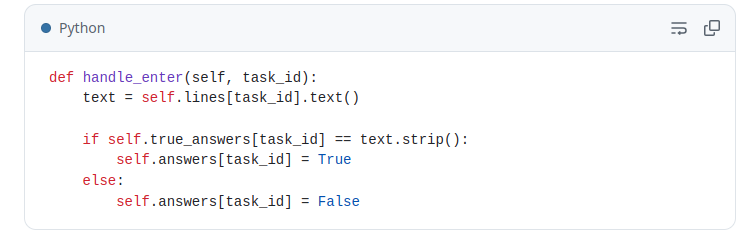 Python
def handle_enter(self, task_id):
    text = self.lines[task_id].text()

    if self.true_answers[task_id] == text.strip():
        self.answers[task_id] = True
    else:
        self.answers[task_id] = False